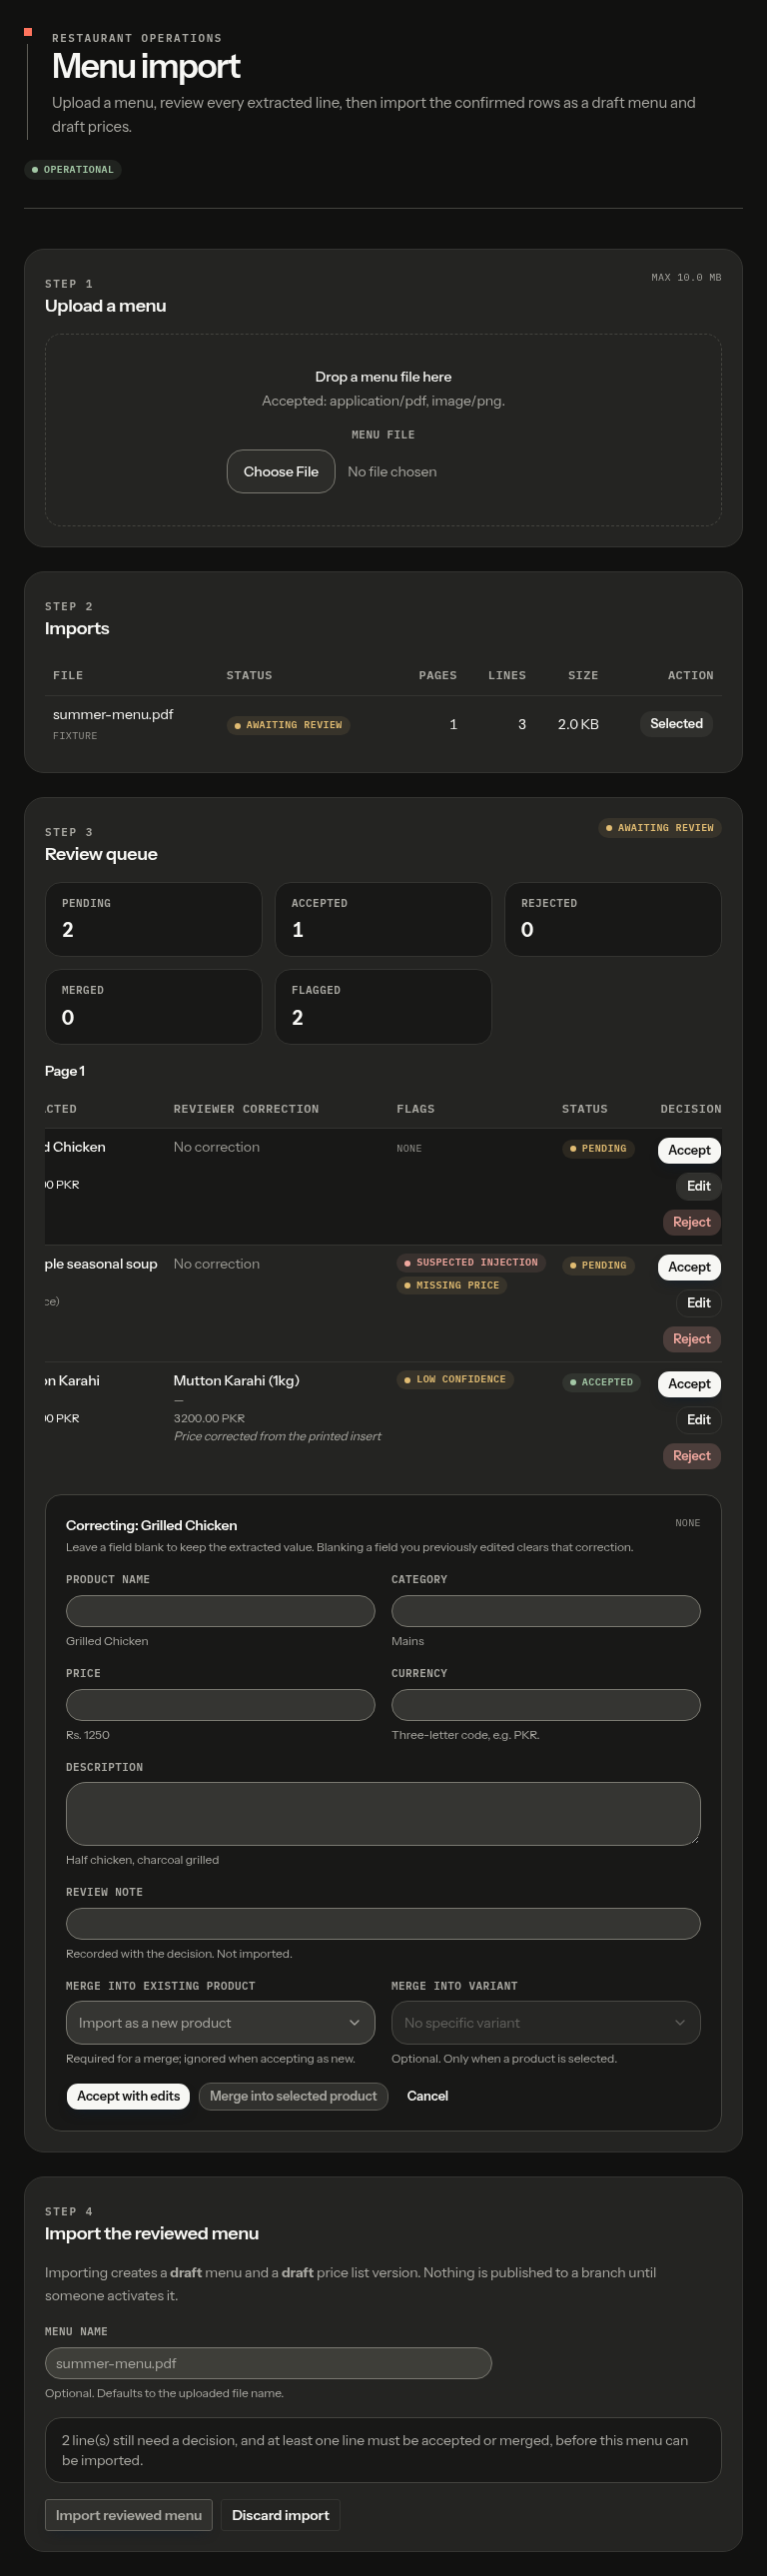 RESTAURANT OPERATIONS
Menu import
Upload a menu, review every extracted line, then import the confirmed rows as a draft menu and
draft prices.
OPERATIONAL
STEP 1
MAX 10.0 MB
Upload a menu
Drop a menu file here
Accepted: application/pdf, image/png.
MENU FILE
Choose File No file chosen
STEP 2
Imports
FILE STATUS PAGES LINES SIZE ACTION
summer-menu.pdf AWAITING REVIEW 1 3 2.0 KB Selected
FIXTURE
STEP 3
AWAITING REVIEW
Review queue
PENDING ACCEPTED REJECTED
2 1 0
MERGED FLAGGED
0 2
Page 1
CTED REVIEWER CORRECTION FLAGS STATUS DECISION
d Chicken No correction NONE PENDING Accept
00 PKR Edit
Reject
ple seasonal soup No correction SUSPECTED INJECTION PENDING Accept
MISSING PRICE
ce) Edit
Reject
on Karahi Mutton Karahi (1kg) LOW CONFIDENCE ACCEPTED Accept
—
00 PKR 3200.00 PKR Edit
Price corrected from the printed insert
Reject
Correcting: Grilled Chicken NONE
Leave a field blank to keep the extracted value. Blanking a field you previously edited clears that correction.
PRODUCT NAME CATEGORY
Grilled Chicken Mains
PRICE CURRENCY
Rs. 1250 Three-letter code, e.g. PKR.
DESCRIPTION
Half chicken, charcoal grilled
REVIEW NOTE
Recorded with the decision. Not imported.
MERGE INTO EXISTING PRODUCT MERGE INTO VARIANT
Import as a new product No specific variant
Required for a merge; ignored when accepting as new. Optional. Only when a product is selected.
Accept with edits Merge into selected product Cancel
STEP 4
Import the reviewed menu
Importing creates a draft menu and a draft price list version. Nothing is published to a branch until
someone activates it.
MENU NAME
summer-menu.pdf
Optional. Defaults to the uploaded file name.
2 line(s) still need a decision, and at least one line must be accepted or merged, before this menu can
be imported.
Import reviewed menu Discard import